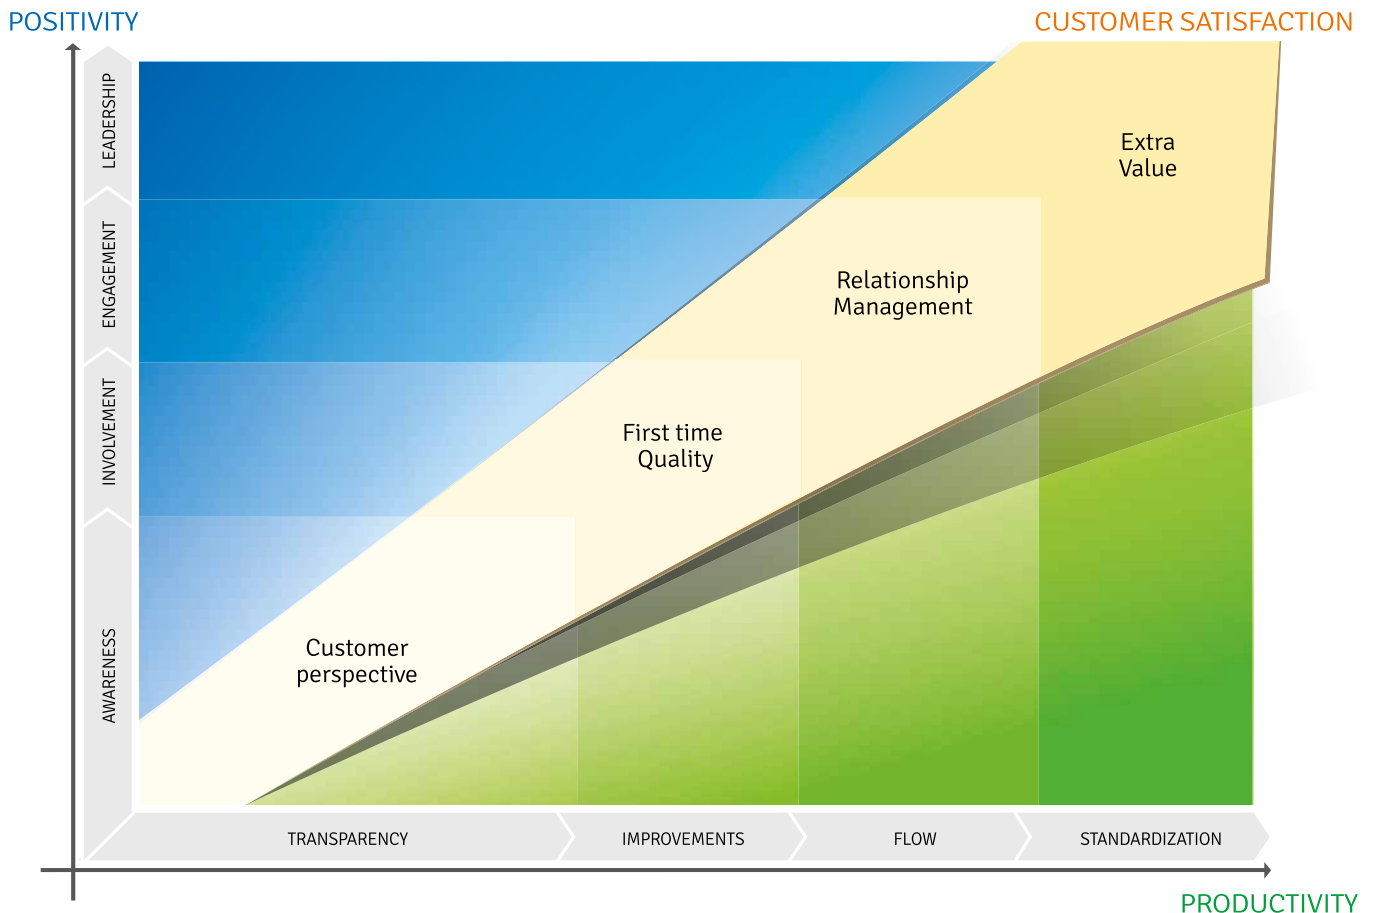 POSITIVITY
CUSTOMER SATISFACTION
LEADERSHIP
ENGAGEMENT
INVOLVEMENT
AWARENESS
Extra
Value
Relationship
Management
First time
Quality
Customer
perspective
TRANSPARENCY
IMPROVEMENTS
FLOW
STANDARDIZATION
PRODUCTIVITY